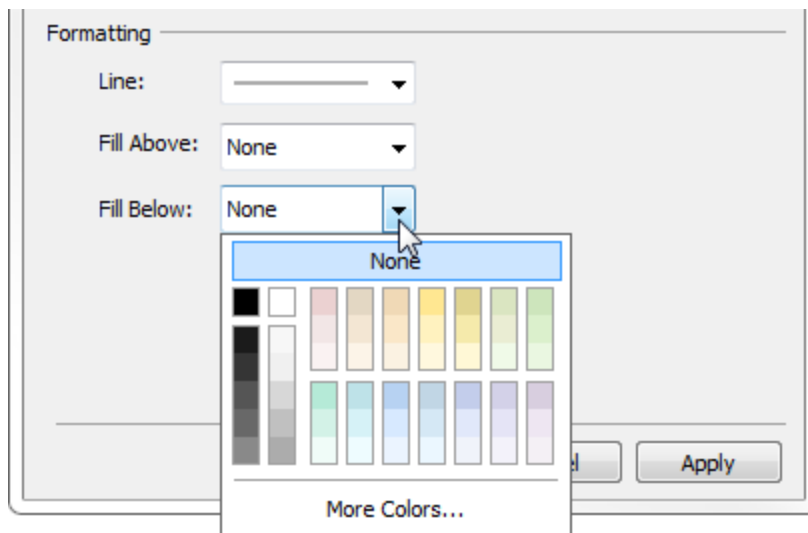 Formatting
Line:
Fill Above: None
Fill Below: None
None
Apply
More Colors...